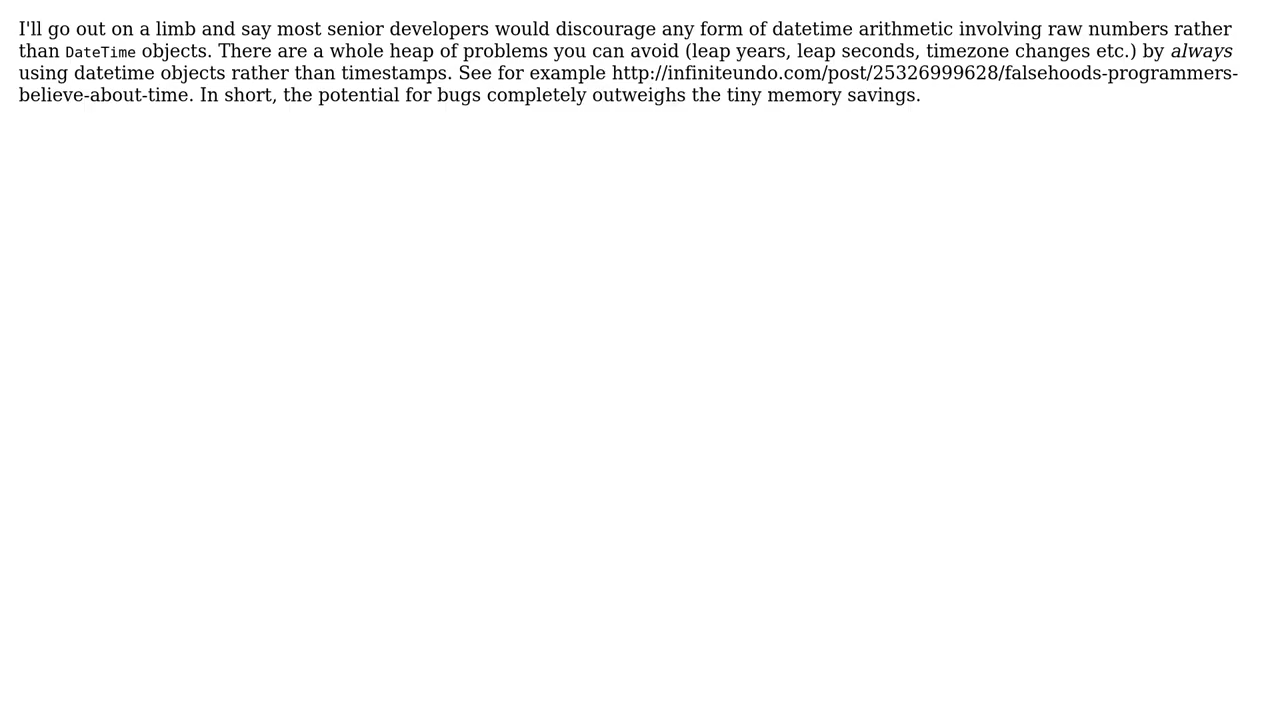 I'll go out on a limb and say most senior developers would discourage any form of datetime arithmetic involving raw numbers rather
than DateTime objects. There are a whole heap of problems you can avoid (leap years, leap seconds, timezone changes etc.) by always
using datetime objects rather than timestamps. See for example http://infiniteundo.com/post/25326999628/falsehoods-programmers-
believe-about-time. In short, the potential for bugs completely outweighs the tiny memory savings.